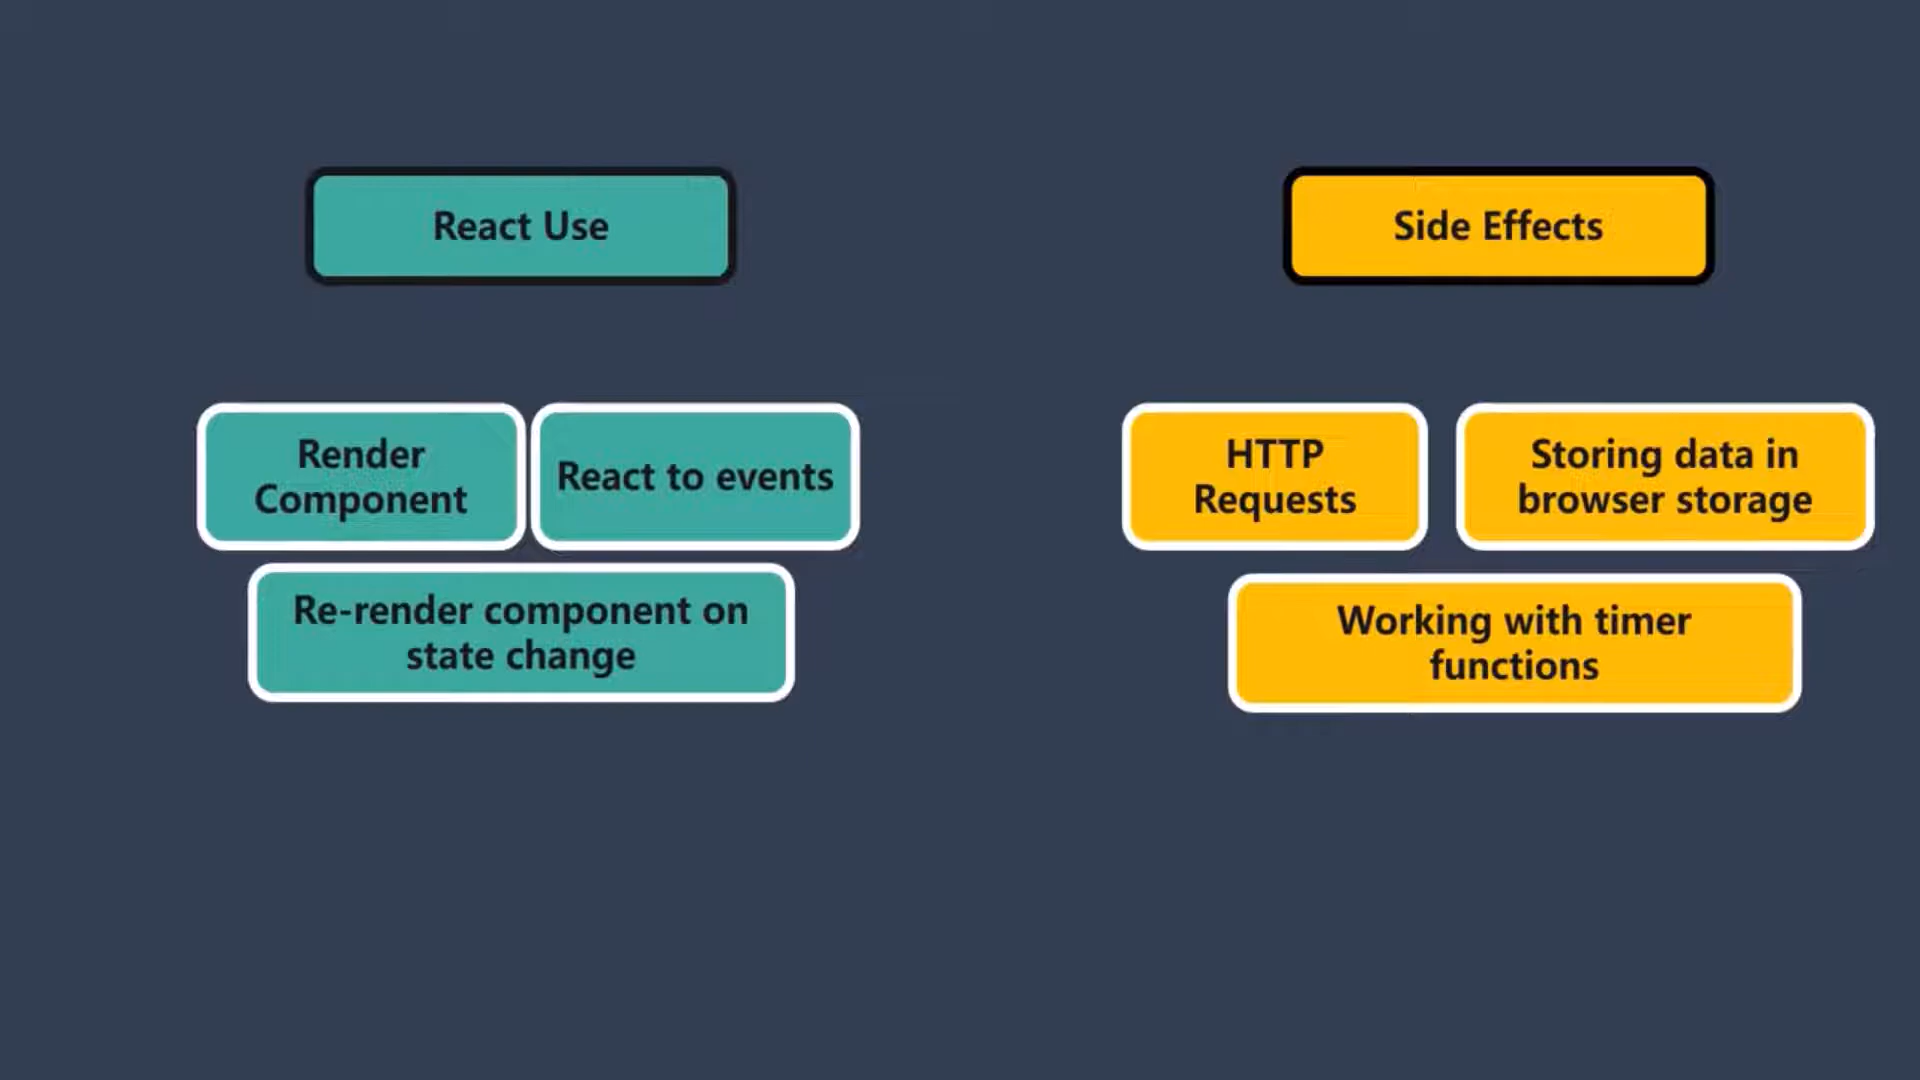 React Use
Side Effects
Render
Component
React to events
HTTP
Requests
Storing data in
browser storage
Re-render component on
state change
Working with timer
functions